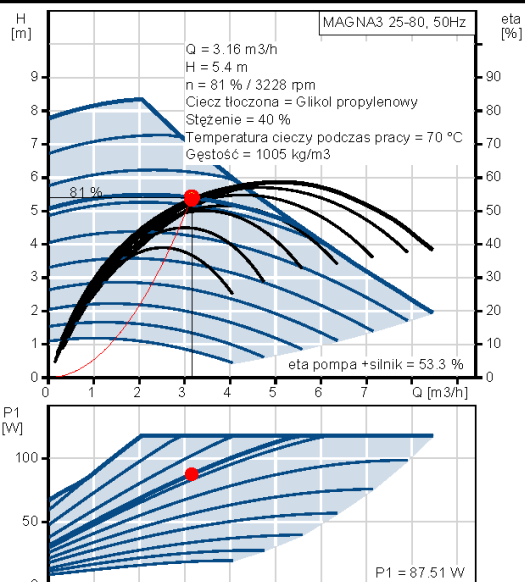 H
[m]
MAGNA3 25-80, 50Hz
eta
[%]
Q = 3.16 m3/h
H = 5.4 m
n = 81 % / 3228 rpm
Ciecz tłoczona = Glikol propylenowy
Stężenie = 40 %
Temperatura cieczy podczas pracy = 70 °C
Gęstość = 1005 kg/m3
9
8
7
6
5
4
3
2
1
0
90
80
70
60
50
40
30
20
10
0
81 %
eta pompa +silnik = 53.3 %
0
1
2
3
4
5
6
7
Q [m3/h]
P1
[W]
100
50
0
P1 = 87.51 W